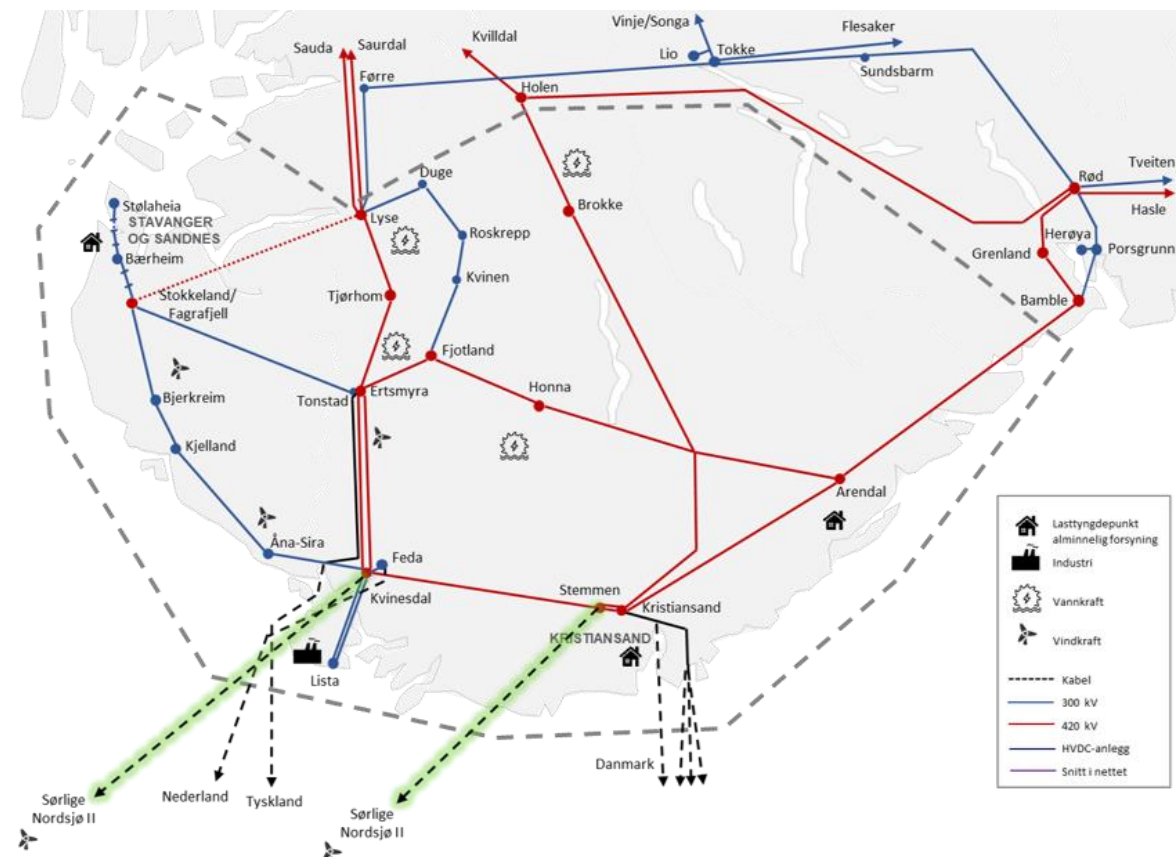 Vinje/Songa
Flesaker
Sauda
Saurdal
Kvilldal
Lio
Tokke
Sundsbarm
Førre
Holen
Duge
Tveiten
Rød
Hasle
Stølaheia
STAVANGER
OG SANDNES
Lyse
Brokke
Roskrepp
Herøya
Porsgrunn
Bærheim
Grenland
Kvinen
Stokkeland/
Fagrafjell
Tjørhom
Bamble
Fjotland
Tonstad
Ertsmyra
Honna
Bjerkreim
Kjelland
Arendal
Åna-Sira
Feda
Kvinesdal
Stemmen
Kristiansand
KRISTIANSAND
Lista
Lasttyngdepunkt
alminnelig forsyning
Industri
Vannkraft
Vindkraft
Kabel
300 kV
420 kV
HVDC-anlegg
Snitt i nettet
Danmark
Nederland
Tyskland
Sørlige
Nordsjø II
Sørlige
Nordsjø II